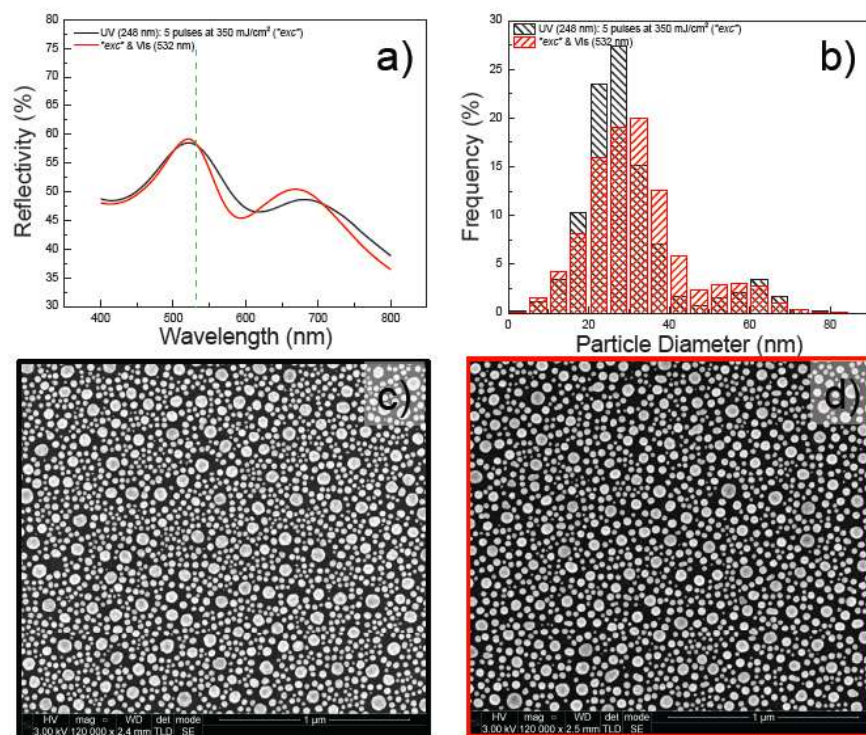 UV (248 nm): 5 pulses at 350 mJ/cm² ("exc")
"exc" & Vis (532 nm)
a)
Reflectivity (%)
80
75
70
65
60
55
50
45
40
35
30
400 500 600 700 800
Wavelength (nm)
UV (248 nm): 5 pulses at 350 mJ/cm² ("exc")
"exc" & Vis (532 nm)
b)
Frequency (%)
30
25
20
15
10
5
0
0 20 40 60 80
Particle Diameter (nm)
c)
HV mag □ WD det mode
3.00 kV 120 000 x 2.4 mm TLD SE
1 µm
d)
HV mag □ WD det mode
3.00 kV 120 000 x 2.5 mm TLD SE
1 µm